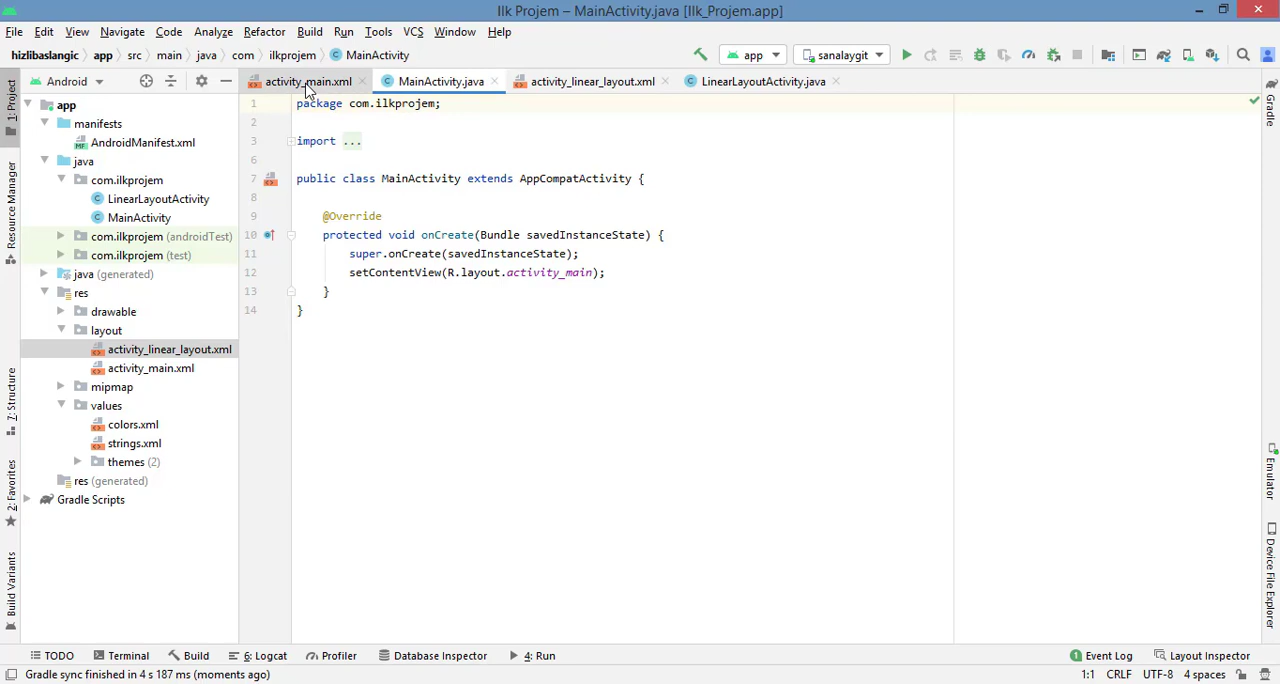 Ilk Projem – MainActivity.java [Ilk_Projem.app]
File Edit View Navigate Code Analyze Refactor Build Run Tools VCS Window Help
hizlibaslangic app src main java com ilkprojem MainActivity app sanalaygit
1: Project Android activity_main.xml MainActivity.java activity_linear_layout.xml LinearLayoutActivity.java Gradle
app
manifests
AndroidManifest.xml
java
com.ilkprojem
LinearLayoutActivity
MainActivity
com.ilkprojem (androidTest)
com.ilkprojem (test)
java (generated)
res
drawable
layout
activity_linear_layout.xml
activity_main.xml
mipmap
values
colors.xml
strings.xml
themes (2)
res (generated)
Gradle Scripts
Resource Manager
7: Structure
2: Favorites
Build Variants
1 package com.ilkprojem;
2
3 import ...
6
7 public class MainActivity extends AppCompatActivity {
8
9 @Override
10 protected void onCreate(Bundle savedInstanceState) {
11 super.onCreate(savedInstanceState);
12 setContentView(R.layout.activity_main);
13 }
14 }
Emulator
Device File Explorer
TODO Terminal Build 6: Logcat Profiler Database Inspector 4: Run 1 Event Log Layout Inspector
Gradle sync finished in 4 s 187 ms (moments ago) 1:1 CRLF UTF-8 4 spaces